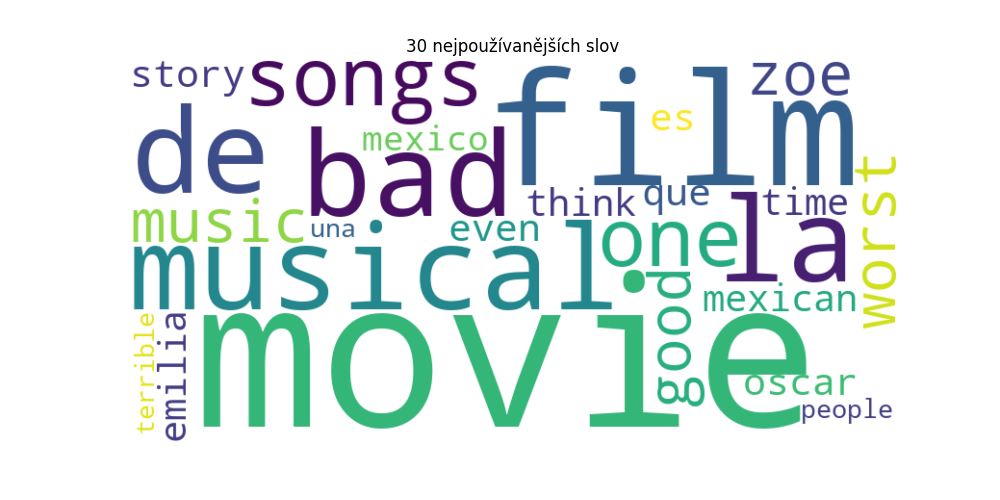 30 nejpoužívanějších slov
story
songs
film
zoe
de
bad
mexico
es
music
una
even
think
que
time
la
worst
musical
one
good
mexican
terrible
emilia
movie
oscar
people